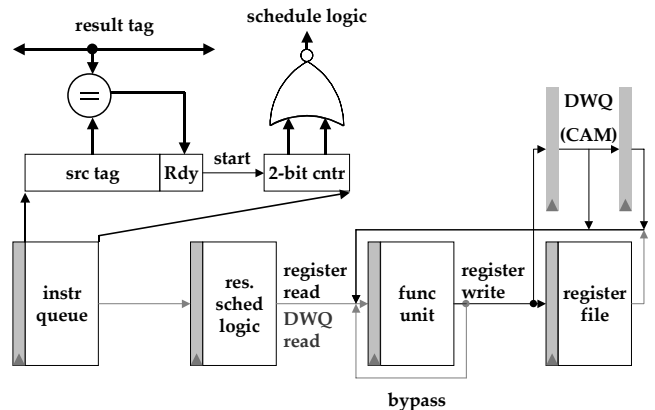 schedule logic
result tag
=
DWQ
(CAM)
src tag
Rdy
start
2-bit cntr
instr
queue
res.
sched
logic
register
read
DWQ
read
func
unit
register
write
register
file
bypass